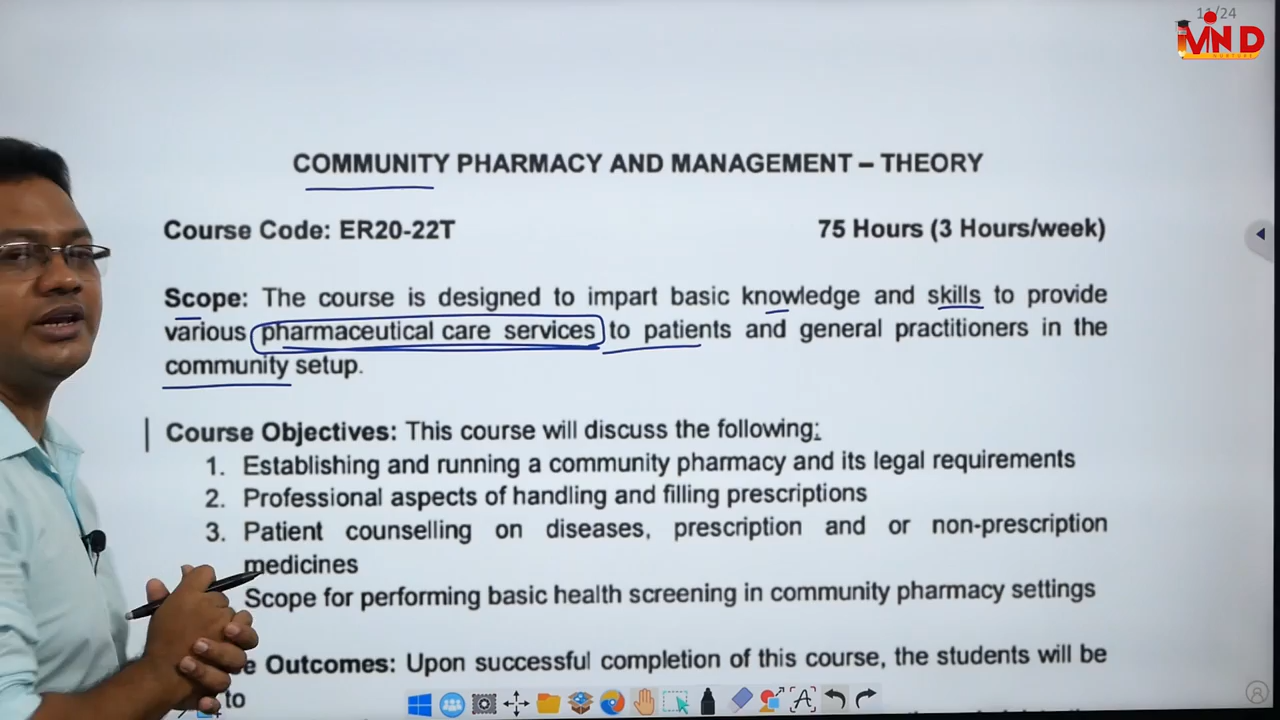 11/24
MIND
NURTURE
COMMUNITY PHARMACY AND MANAGEMENT – THEORY
Course Code: ER20-22T 75 Hours (3 Hours/week)
Scope: The course is designed to impart basic knowledge and skills to provide
various pharmaceutical care services to patients and general practitioners in the
community setup.
Course Objectives: This course will discuss the following:
1. Establishing and running a community pharmacy and its legal requirements
2. Professional aspects of handling and filling prescriptions
3. Patient counselling on diseases, prescription and or non-prescription
medicines
Scope for performing basic health screening in community pharmacy settings
e Outcomes: Upon successful completion of this course, the students will be
to